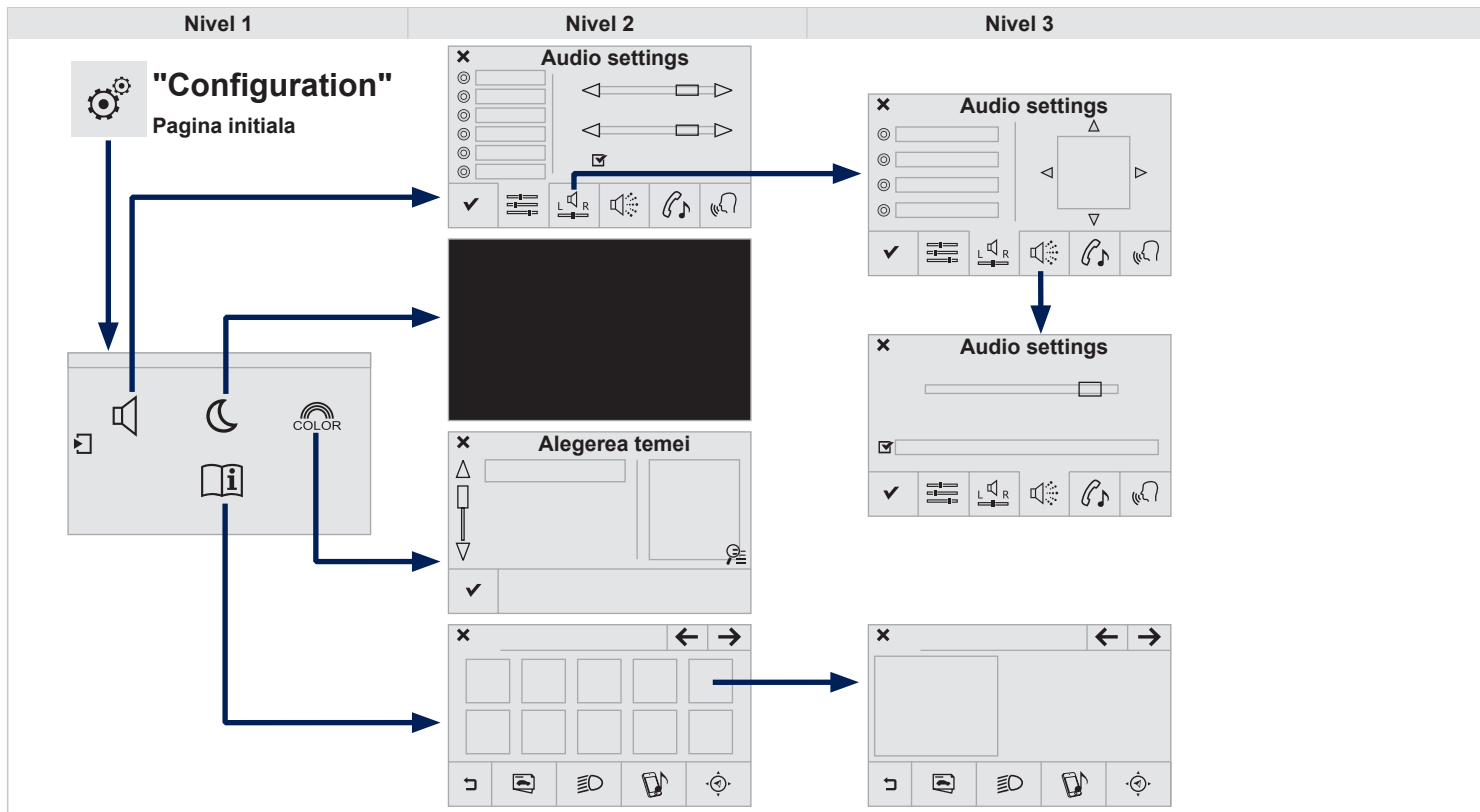 Nivel 1
Nivel 2
Nivel 3
"Configuration"
Pagina initiala
COLOR
Audio settings
L R
Alegerea temei
Audio settings
L R
Audio settings
L R